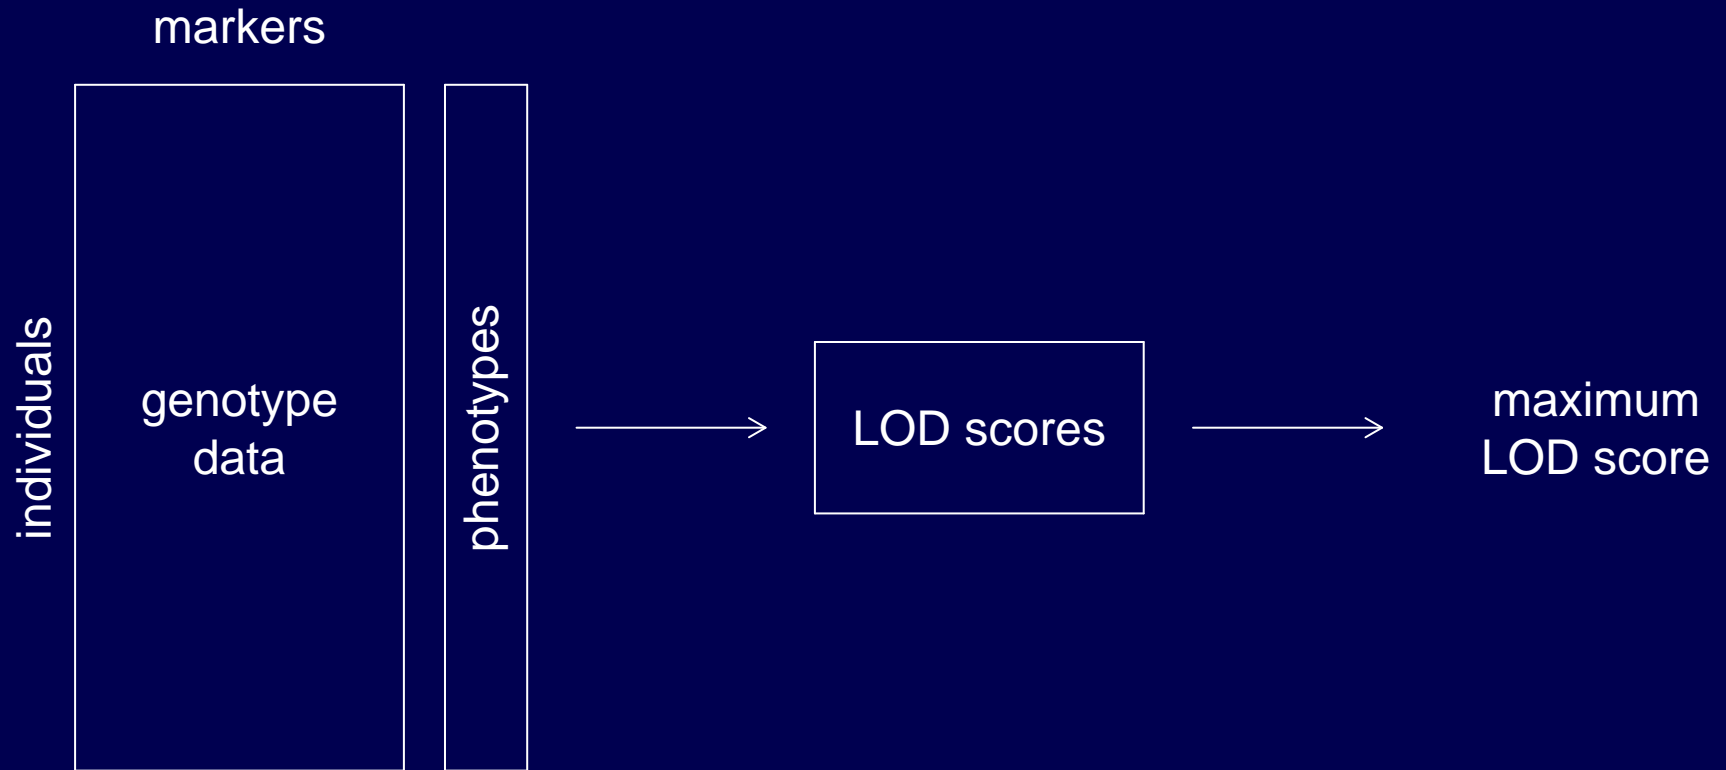 markers
individuals
genotype
data
phenotypes
LOD scores
maximum
LOD score